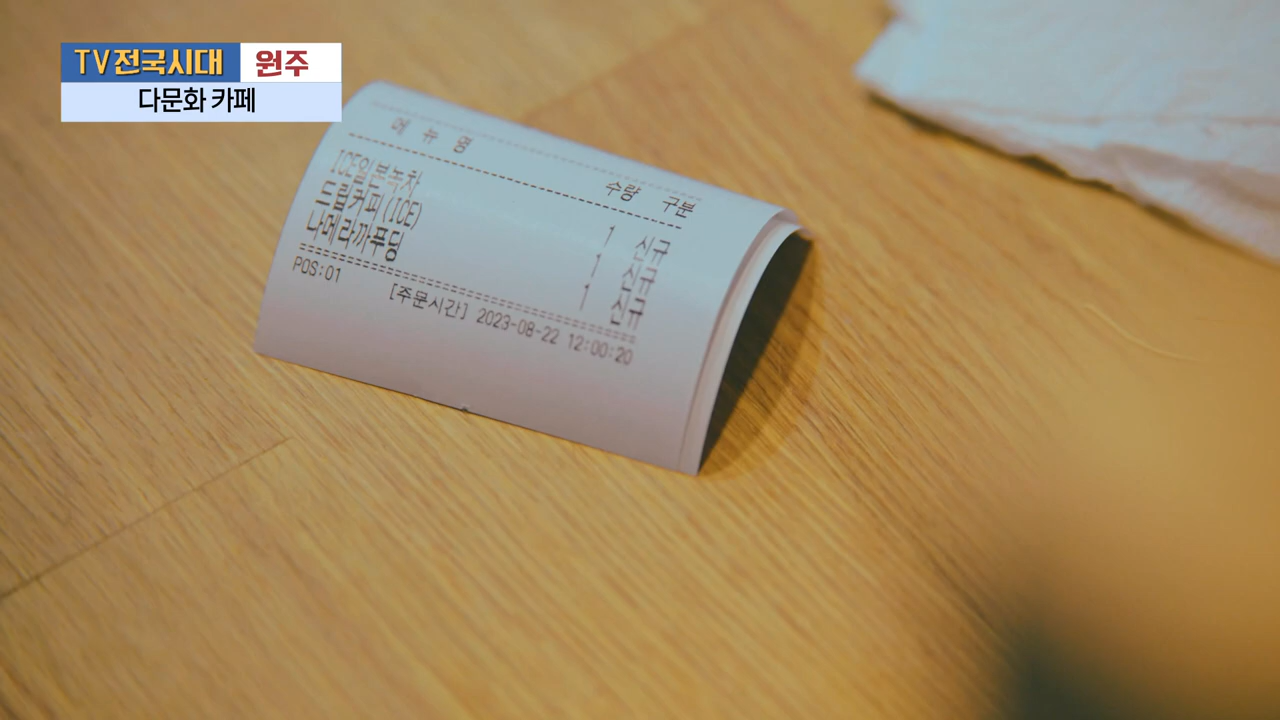 TV전국시대 원주
다문화 카페
메 뉴 명 수량 구분
ICE일본녹차 1 신규
드립커피(ICE) 1 신규
나메라까푸딩 1 신규
POS:01 [주문시간] 2023-08-22 12:00:20